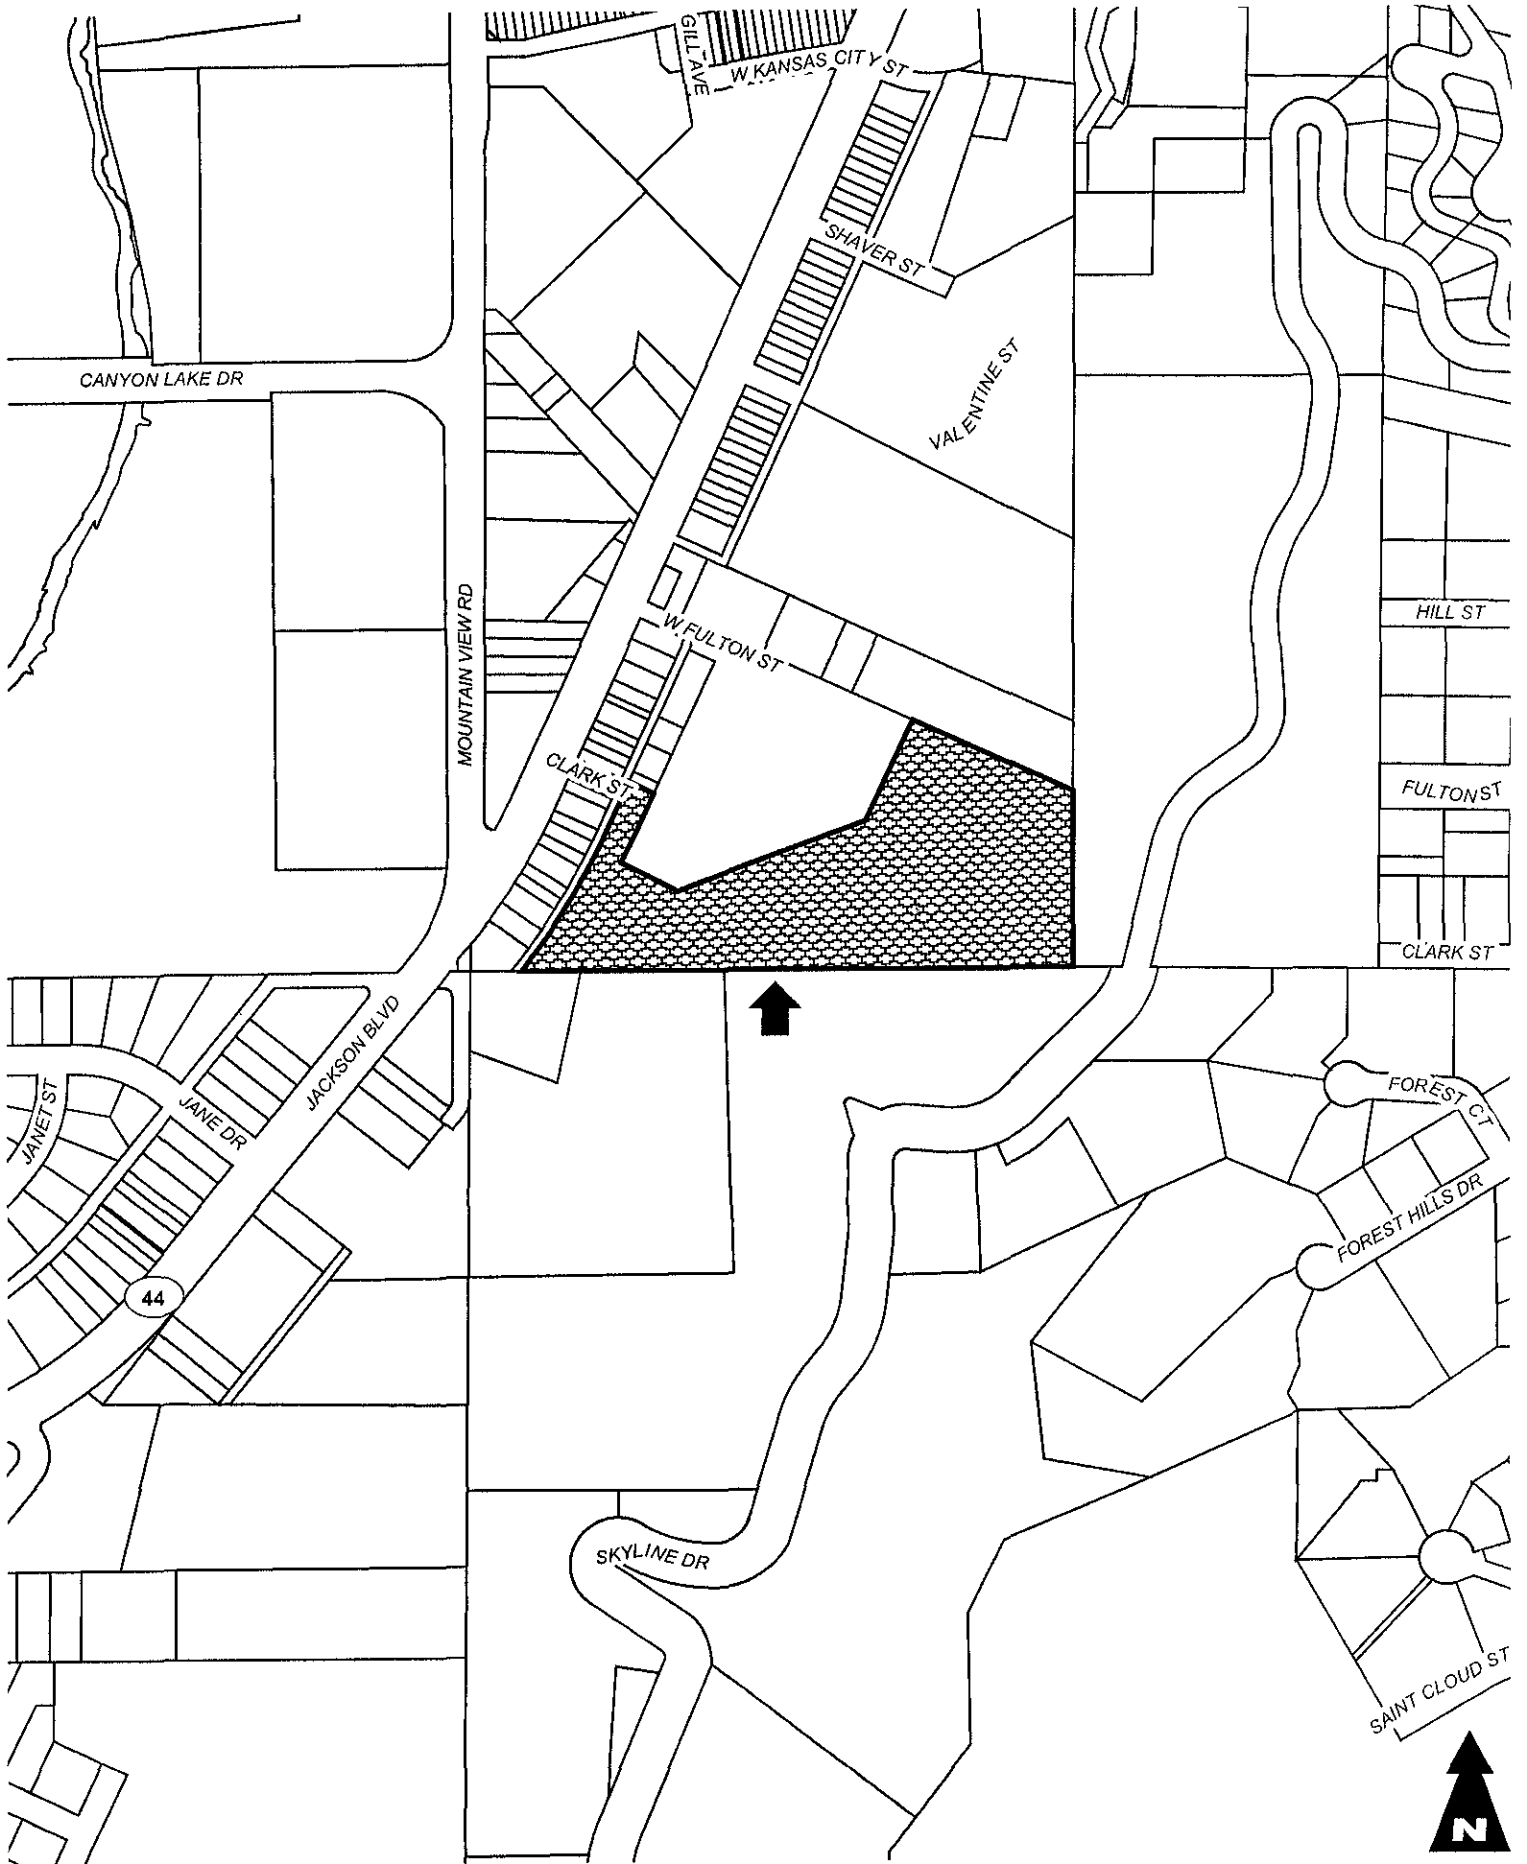 GILL AVE
W KANSAS CITY ST
SHAVER ST
CANYON LAKE DR
VALENTINE ST
MOUNTAIN VIEW RD
W FULTON ST
HILL ST
CLARK ST
FULTON ST
CLARK ST
JACKSON BLVD
JANET ST
JANE DR
FOREST CT
FOREST HILLS DR
44
SKYLINE DR
SAINT CLOUD ST
N